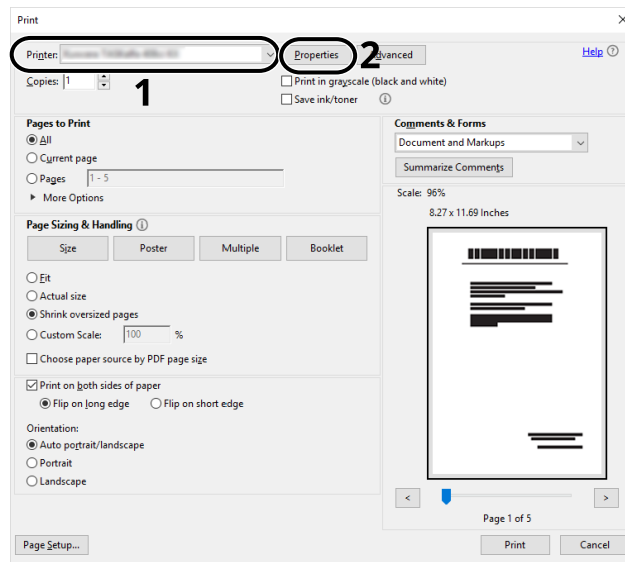 Print
Printer:
Properties
2
dvanced
Help
Copies: 1
1
Print in grayscale (black and white)
Save ink/toner
Pages to Print
All
Current page
Pages 1 - 5
More Options
Comments & Forms
Document and Markups
Summarize Comments
Scale: 96%
8.27 x 11.69 Inches
Page Sizing & Handling
Size Poster Multiple Booklet
Fit
Actual size
Shrink oversized pages
Custom Scale: 100 %
Choose paper source by PDF page size
Print on both sides of paper
Flip on long edge Flip on short edge
Orientation:
Auto portrait/landscape
Portrait
Landscape
< >
Page 1 of 5
Page Setup... Print Cancel